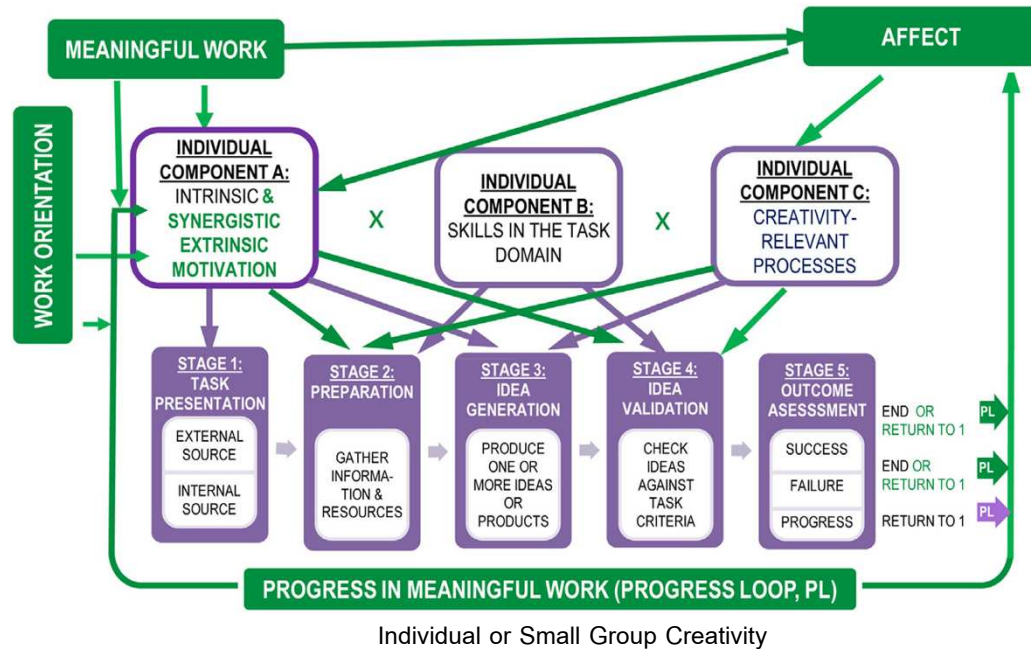 MEANINGFUL WORK
AFFECT
WORK ORIENTATION
INDIVIDUAL
COMPONENT A:
INTRINSIC &
SYNERGISTIC
EXTRINSIC
MOTIVATION
X
INDIVIDUAL
COMPONENT B:
SKILLS IN THE TASK
DOMAIN
X
INDIVIDUAL
COMPONENT C:
CREATIVITY-
RELEVANT
PROCESSES
STAGE 1:
TASK
PRESENTATION
EXTERNAL
SOURCE
INTERNAL
SOURCE
STAGE 2:
PREPARATION
GATHER
INFORMA-
TION &
RESOURCES
STAGE 3:
IDEA
GENERATION
PRODUCE
ONE OR
MORE IDEAS
OR
PRODUCTS
STAGE 4:
IDEA
VALIDATION
CHECK
IDEAS
AGAINST
TASK
CRITERIA
STAGE 5:
OUTCOME
ASESSSMENT
SUCCESS
FAILURE
PROGRESS
END OR
RETURN TO 1
PL
END OR
RETURN TO 1
PL
RETURN TO 1
PL
PROGRESS IN MEANINGFUL WORK (PROGRESS LOOP, PL)
Individual or Small Group Creativity